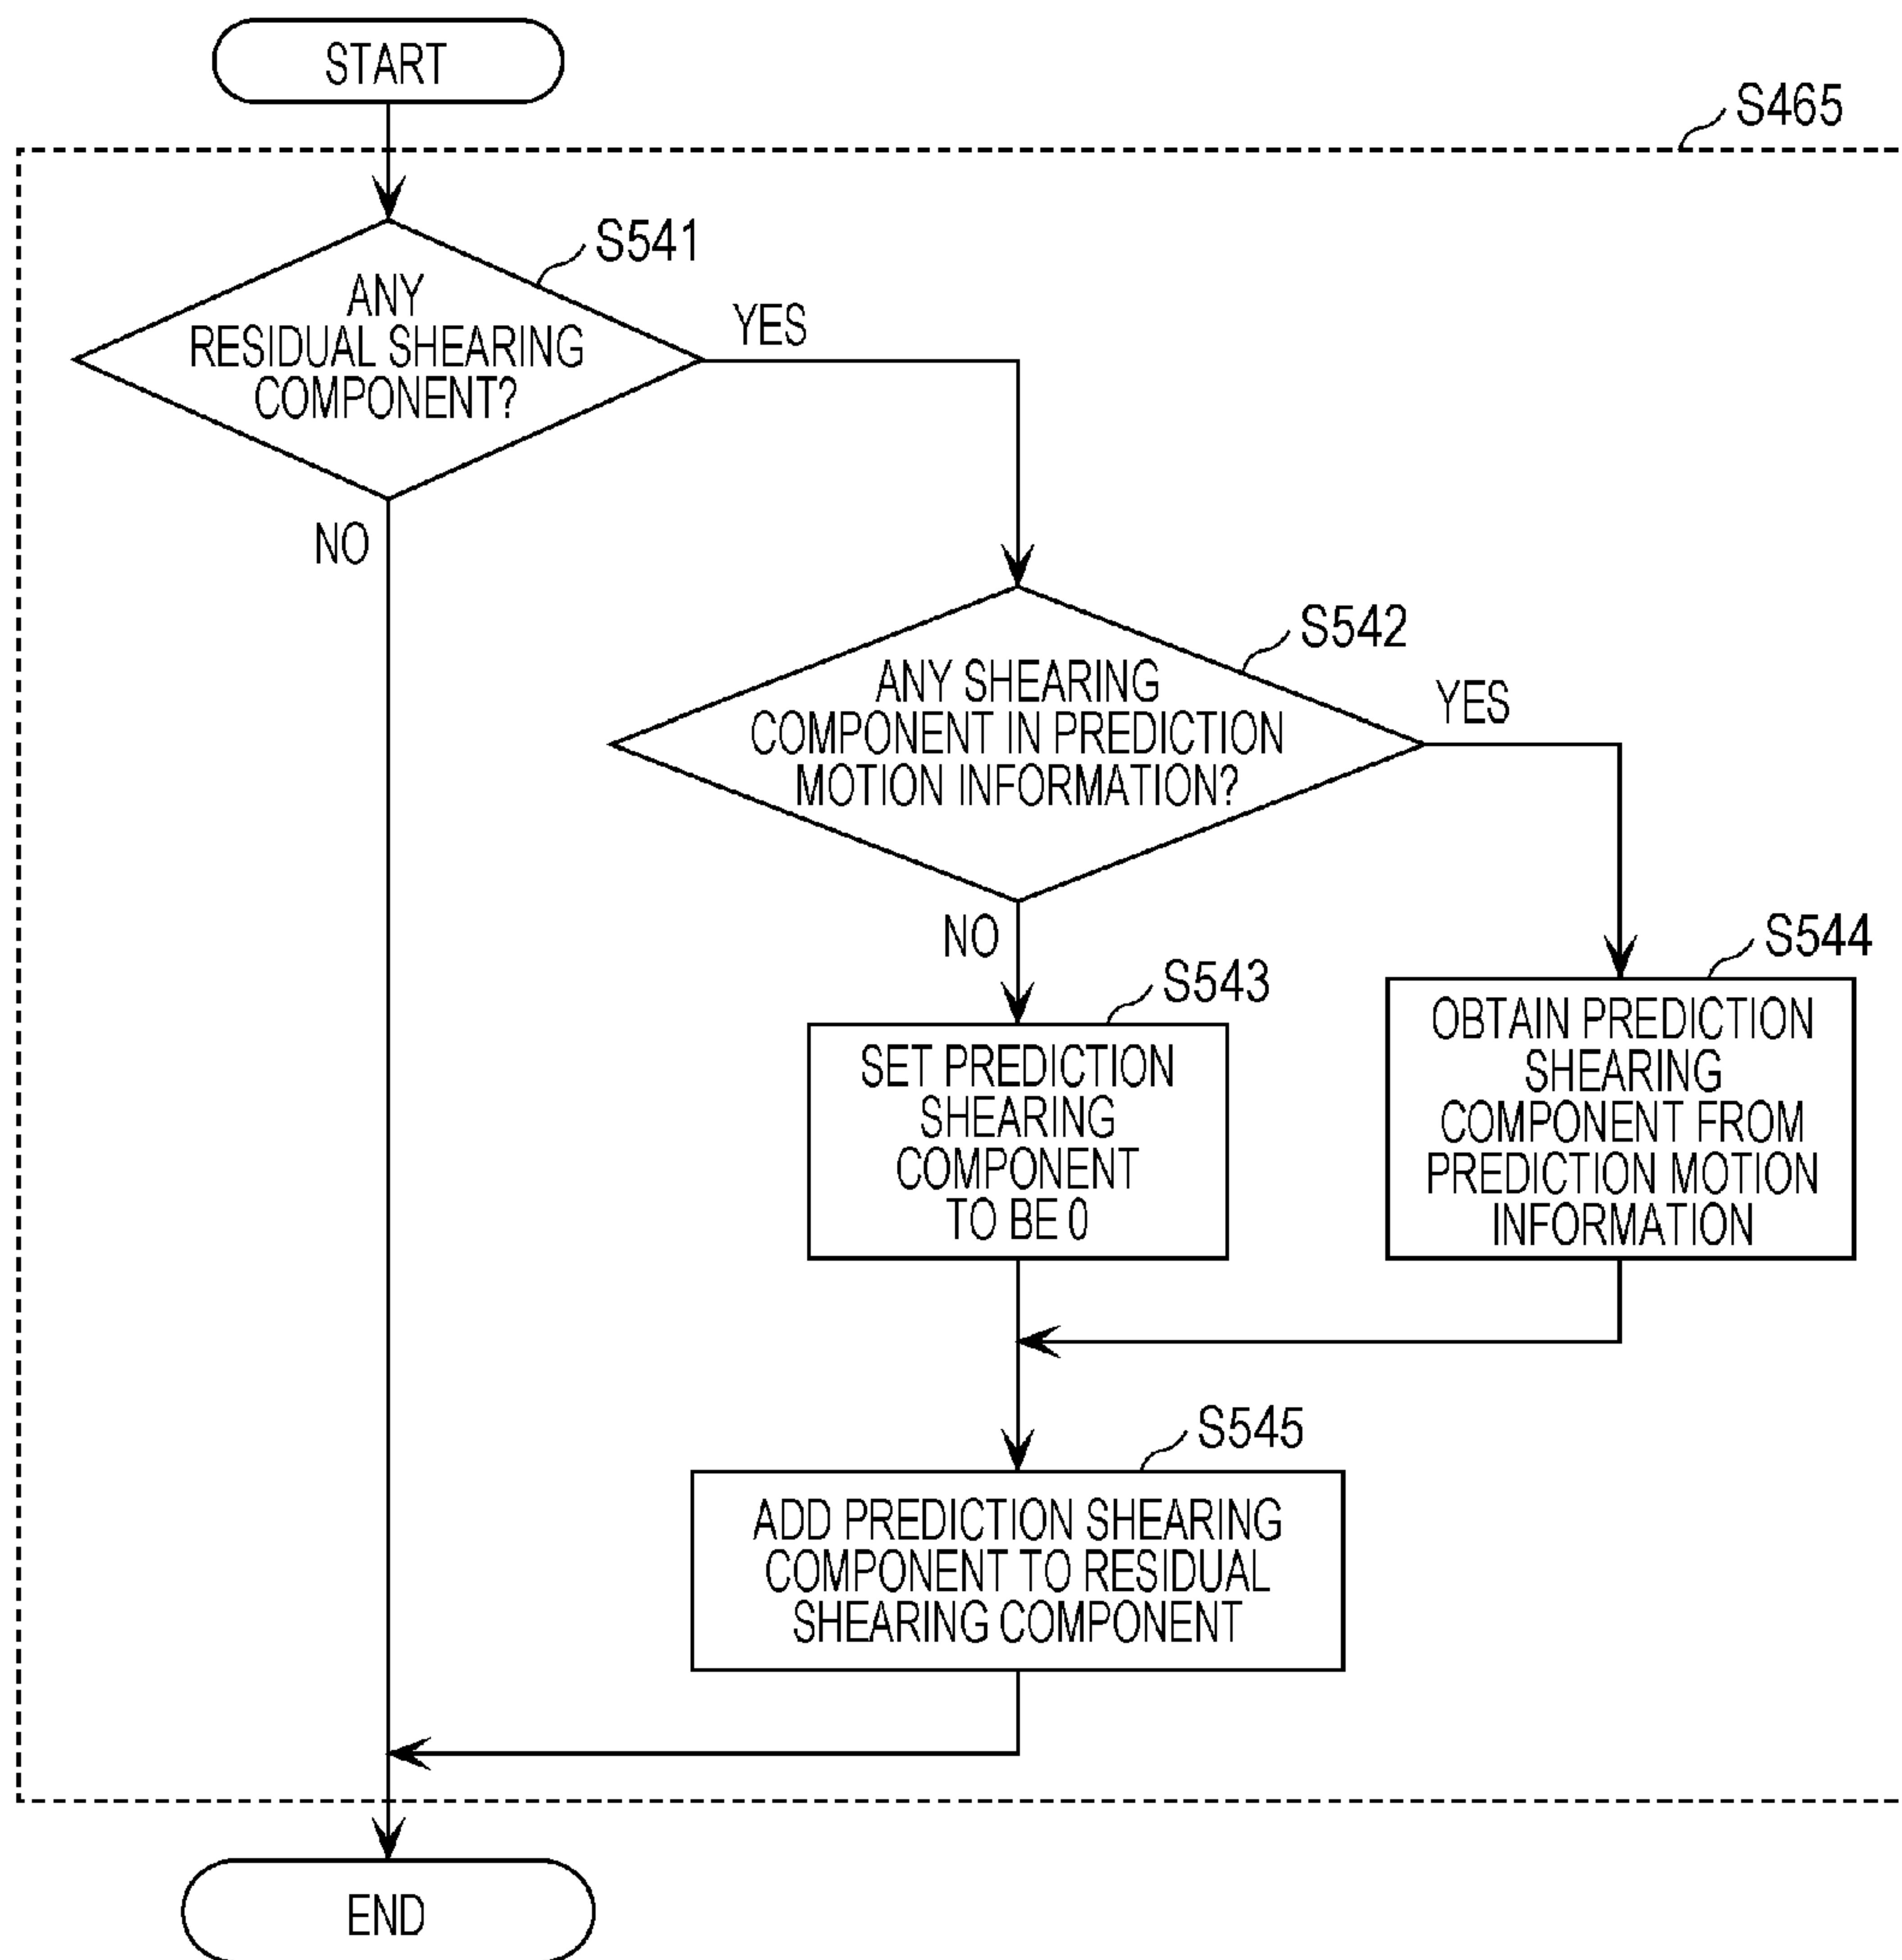 START
S465
S541
ANY
RESIDUAL SHEARING
COMPONENT?
YES
NO
S542
ANY SHEARING
COMPONENT IN PREDICTION
MOTION INFORMATION?
YES
NO
S543
SET PREDICTION
SHEARING
COMPONENT
TO BE 0
S544
OBTAIN PREDICTION
SHEARING
COMPONENT FROM
PREDICTION MOTION
INFORMATION
S545
ADD PREDICTION SHEARING
COMPONENT TO RESIDUAL
SHEARING COMPONENT
END